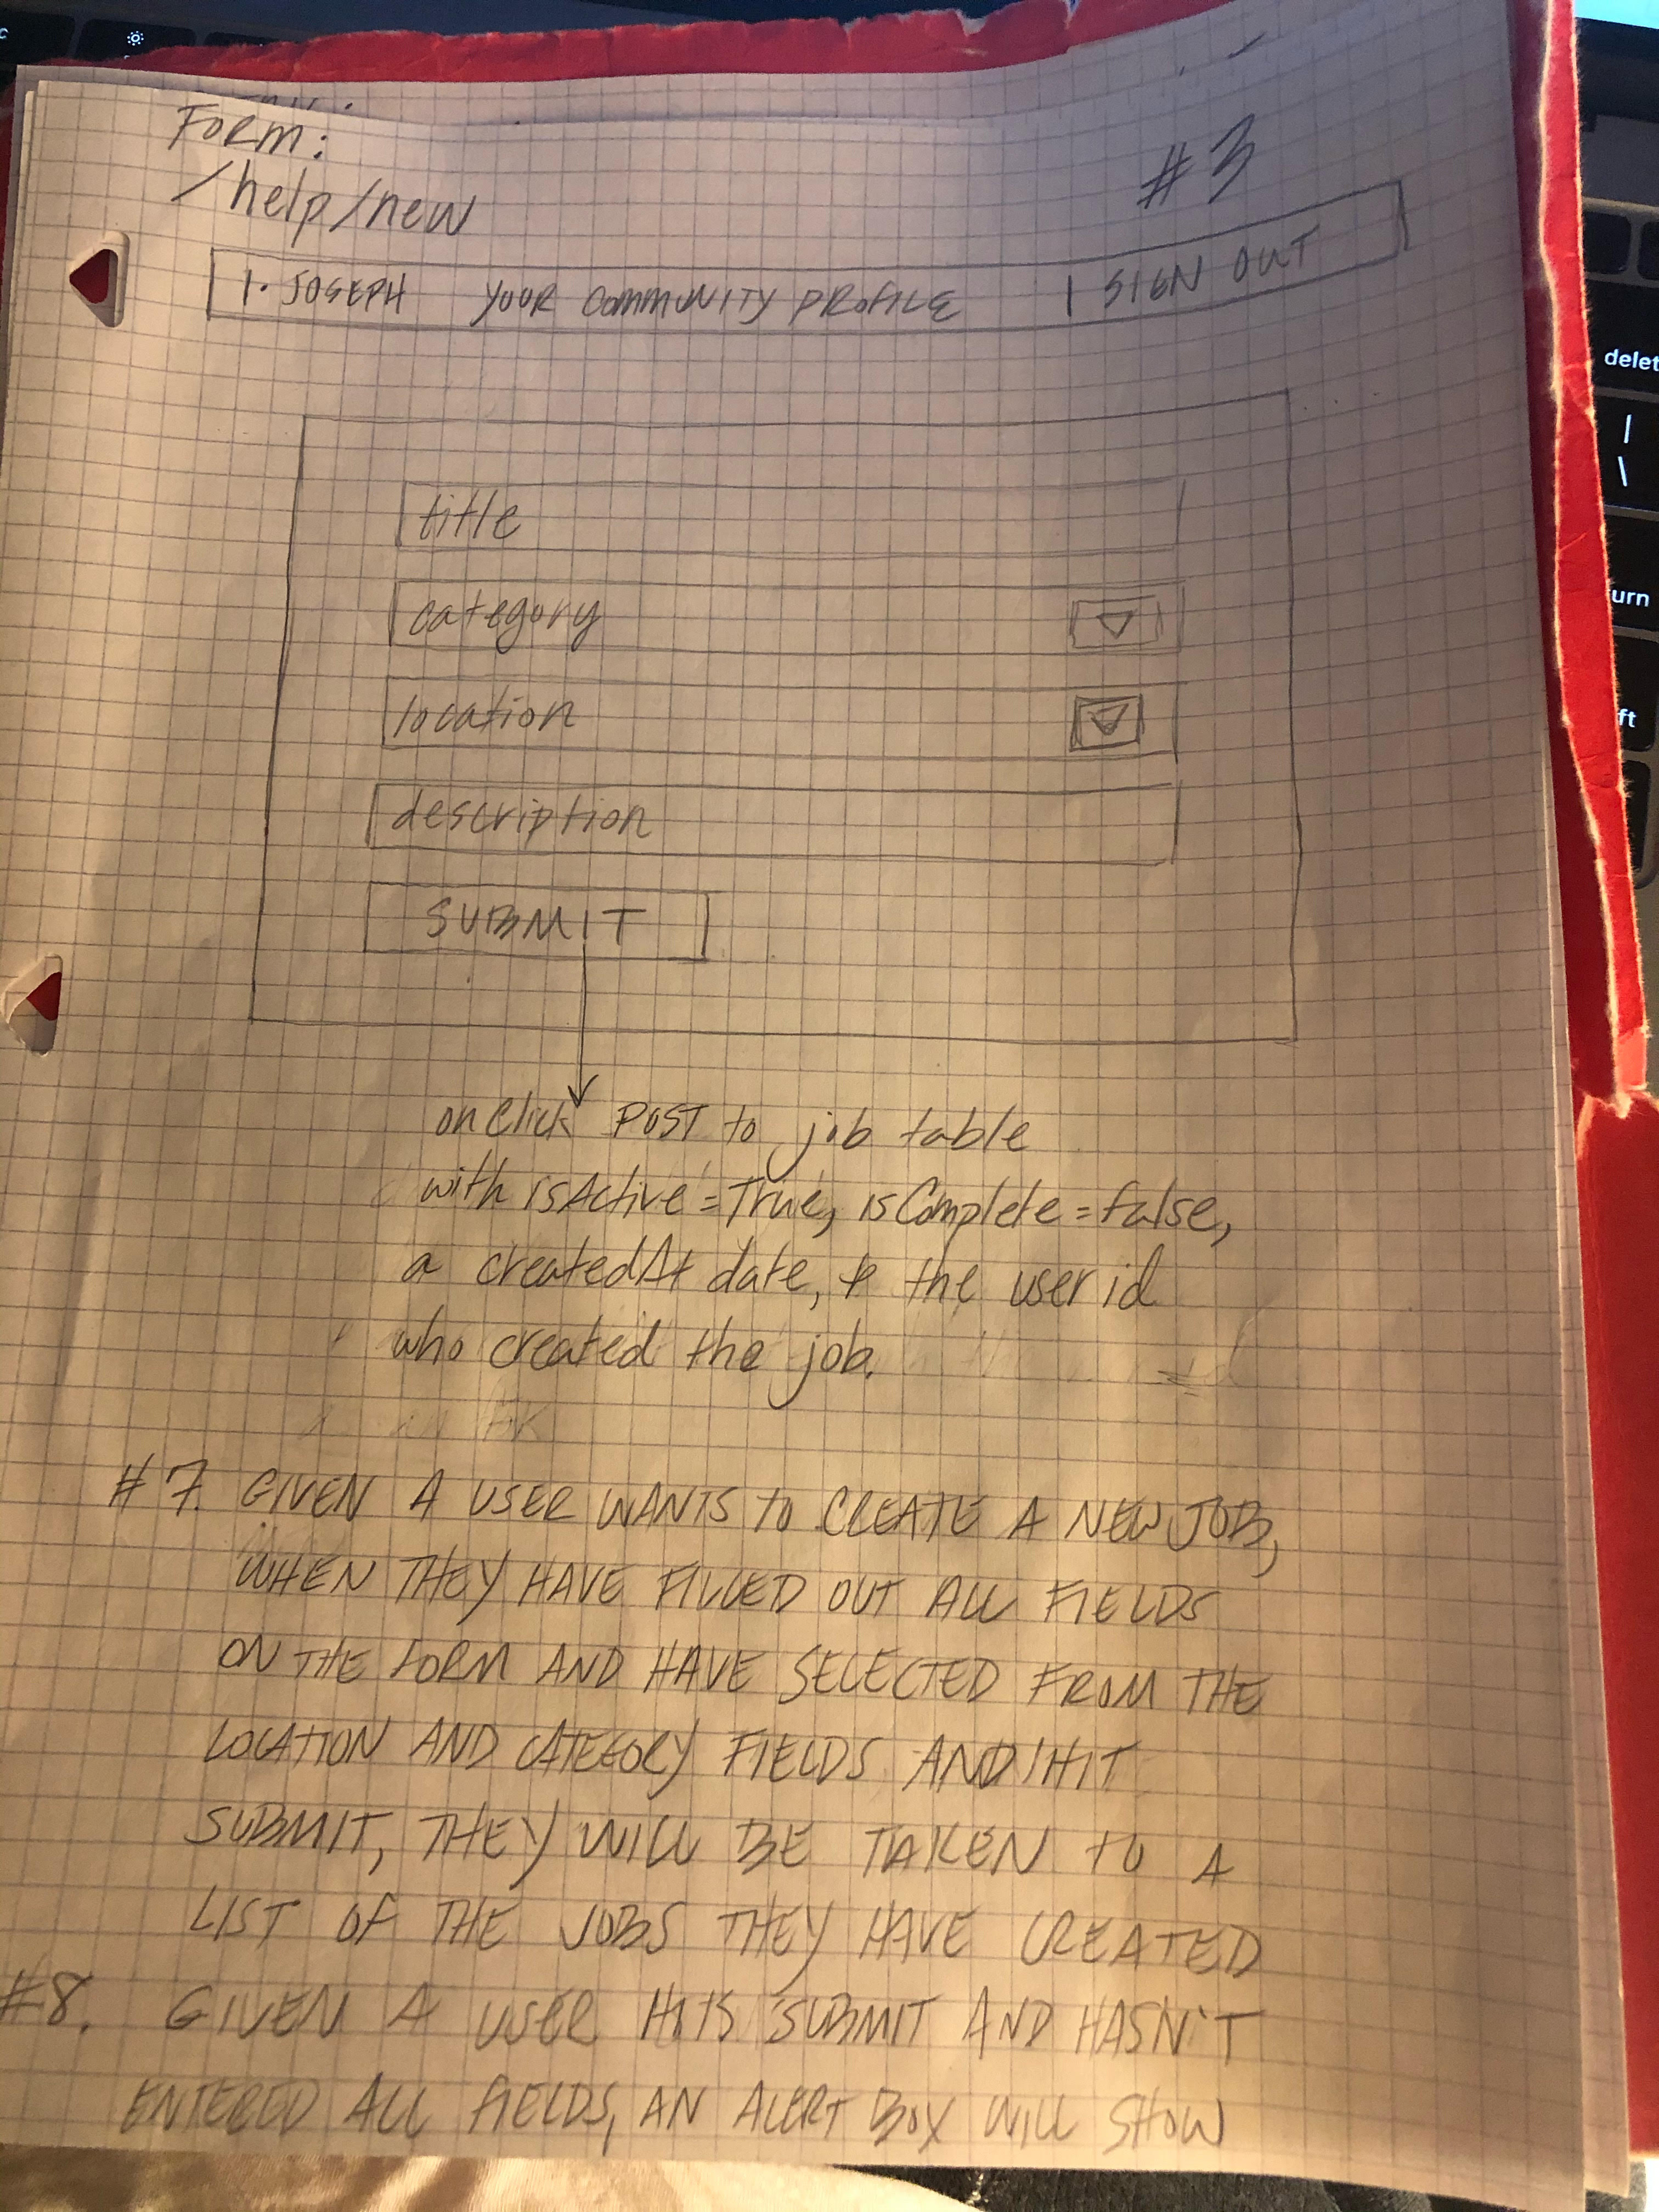 Form:
/help/new
#3
1. JOSEPH YOUR COMMUNITY PROFILE | SIGN OUT
title
category
location
description
SUBMIT
onClick POST to job table
with isActive = True, isComplete = false,
a createdAt date, & the user id
who created the job.
#7. GIVEN A USER WANTS TO CREATE A NEW JOB,
WHEN THEY HAVE FILLED OUT ALL FIELDS
ON THE FORM AND HAVE SELECTED FROM THE
LOCATION AND CATEGORY FIELDS AND HIT
SUBMIT, THEY WILL BE TAKEN TO A
LIST OF THE JOBS THEY HAVE CREATED
#8. GIVEN A USER HITS SUBMIT AND HASN'T
ENTERED ALL FIELDS, AN ALERT BOX WILL SHOW
delet
|
\
urn
ft